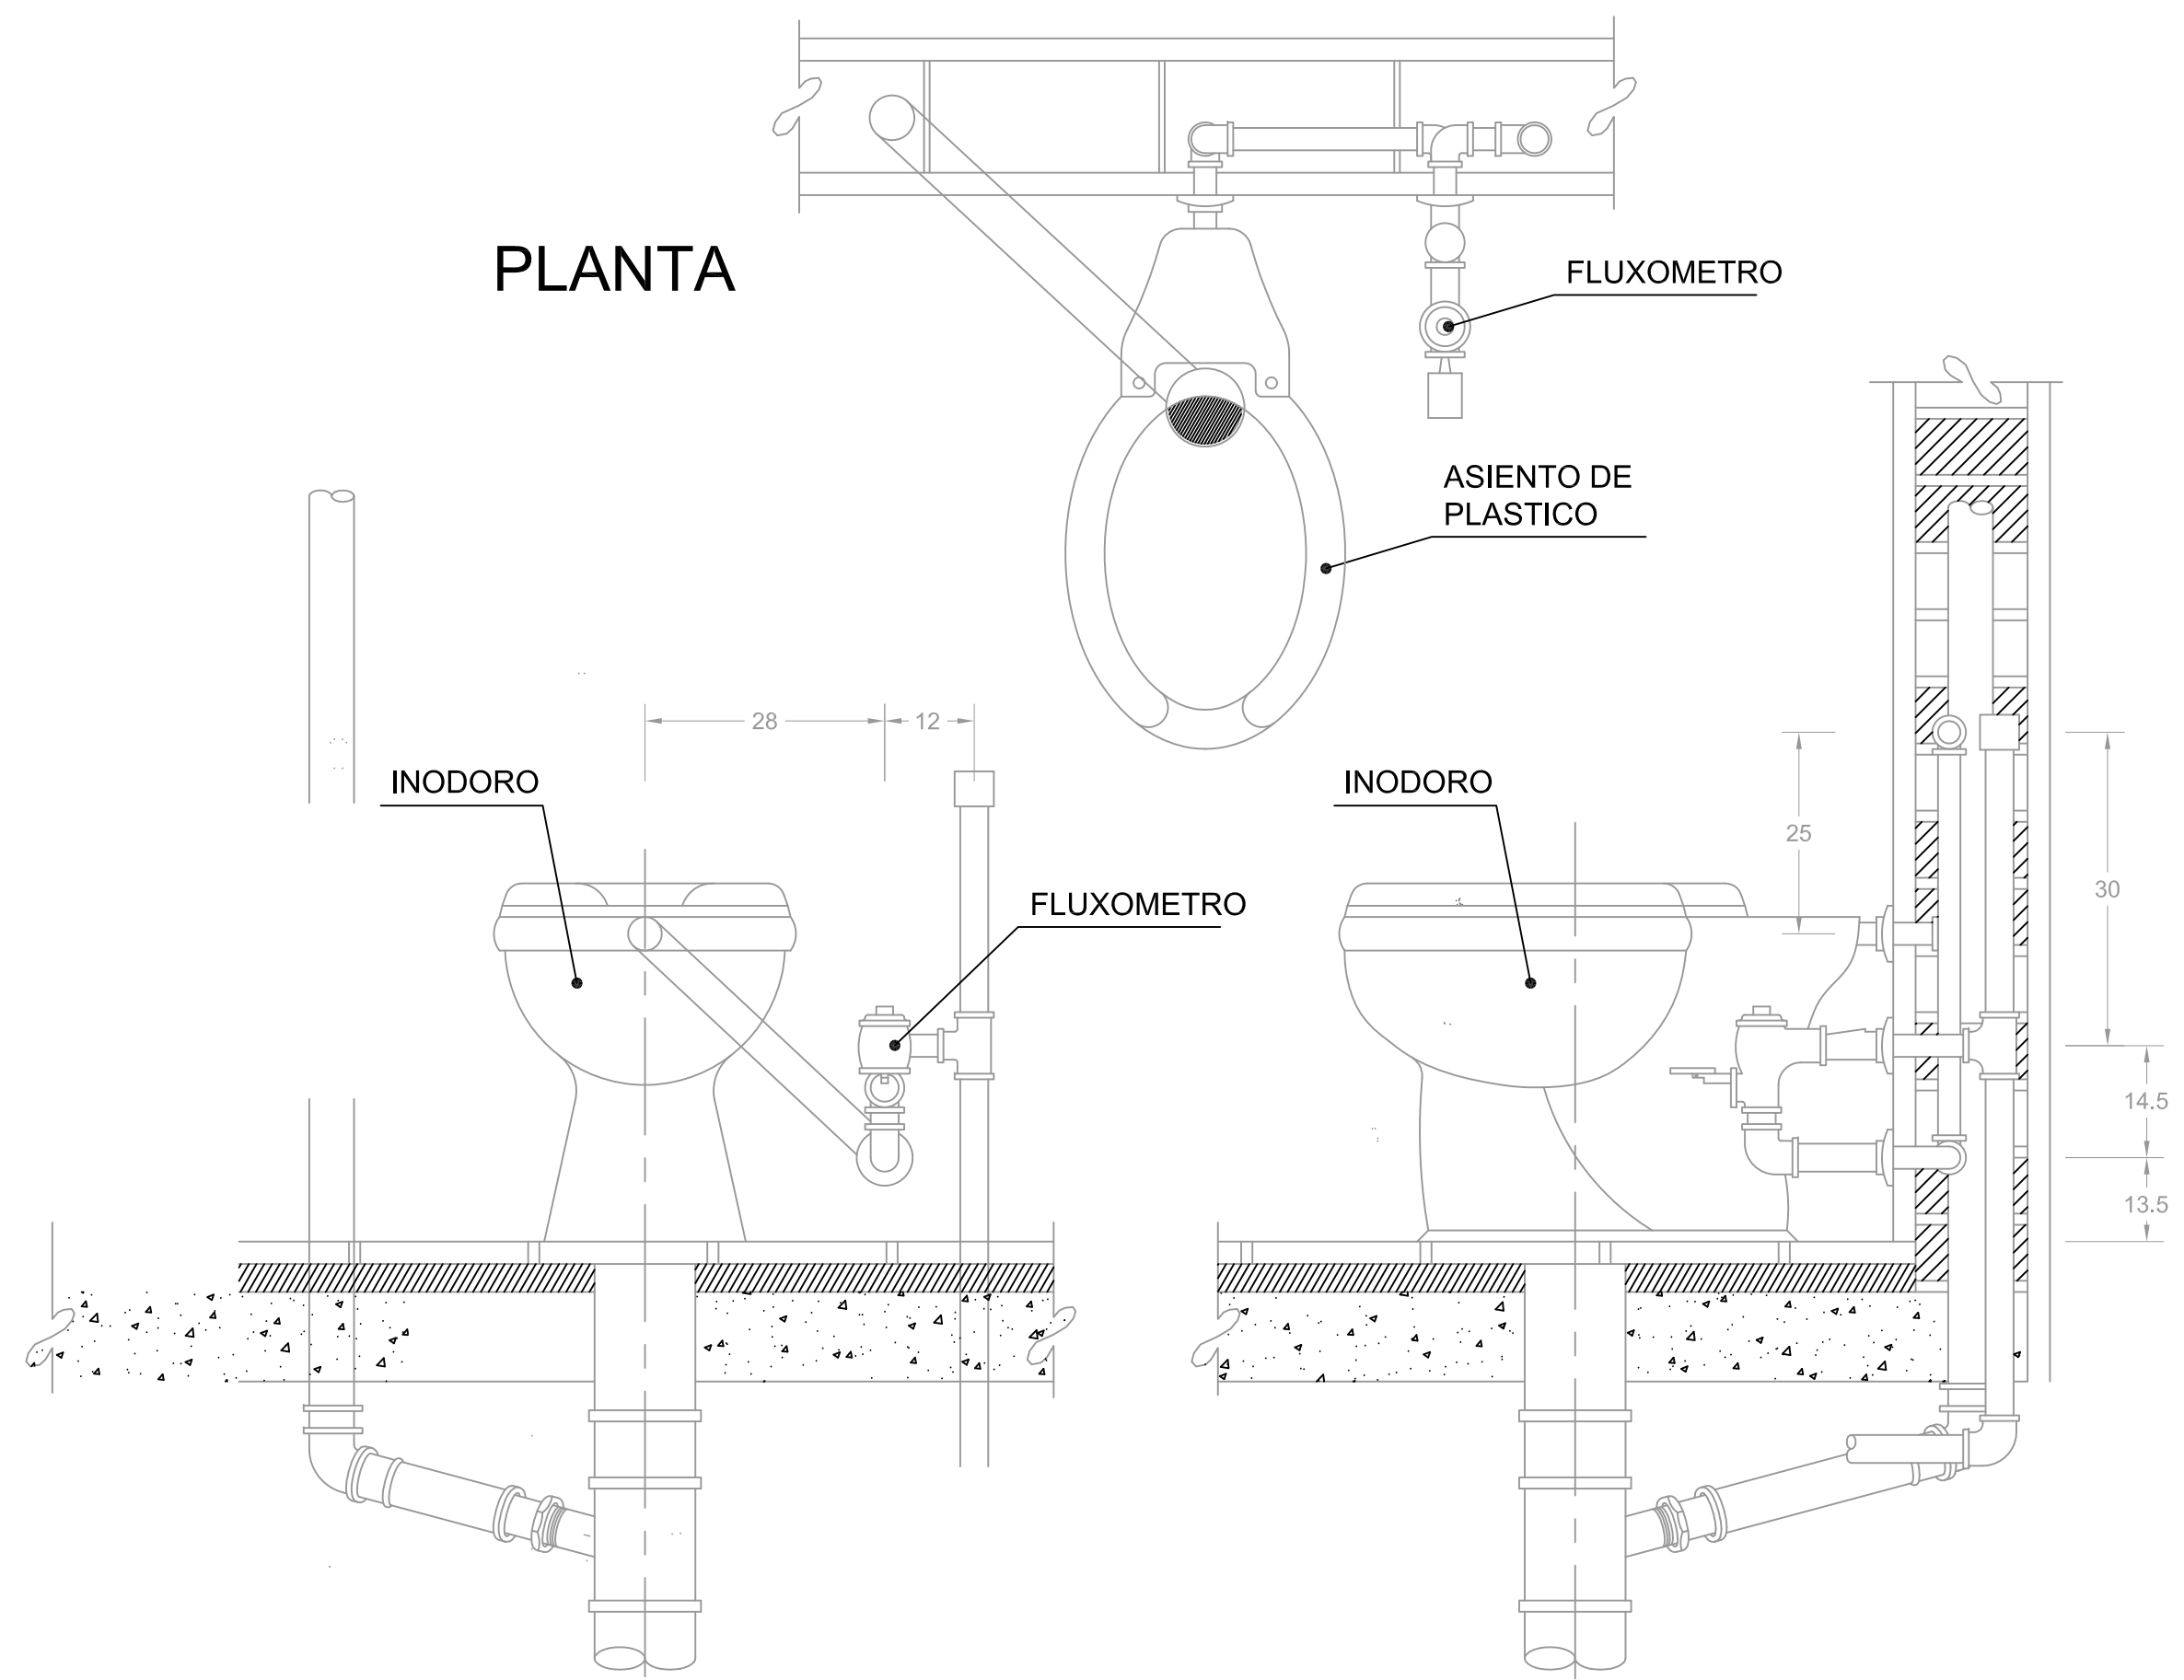 PLANTA
FLUXOMETRO
ASIENTO DE
PLASTICO
28
12
INODORO
INODORO
25
30
FLUXOMETRO
14.5
13.5